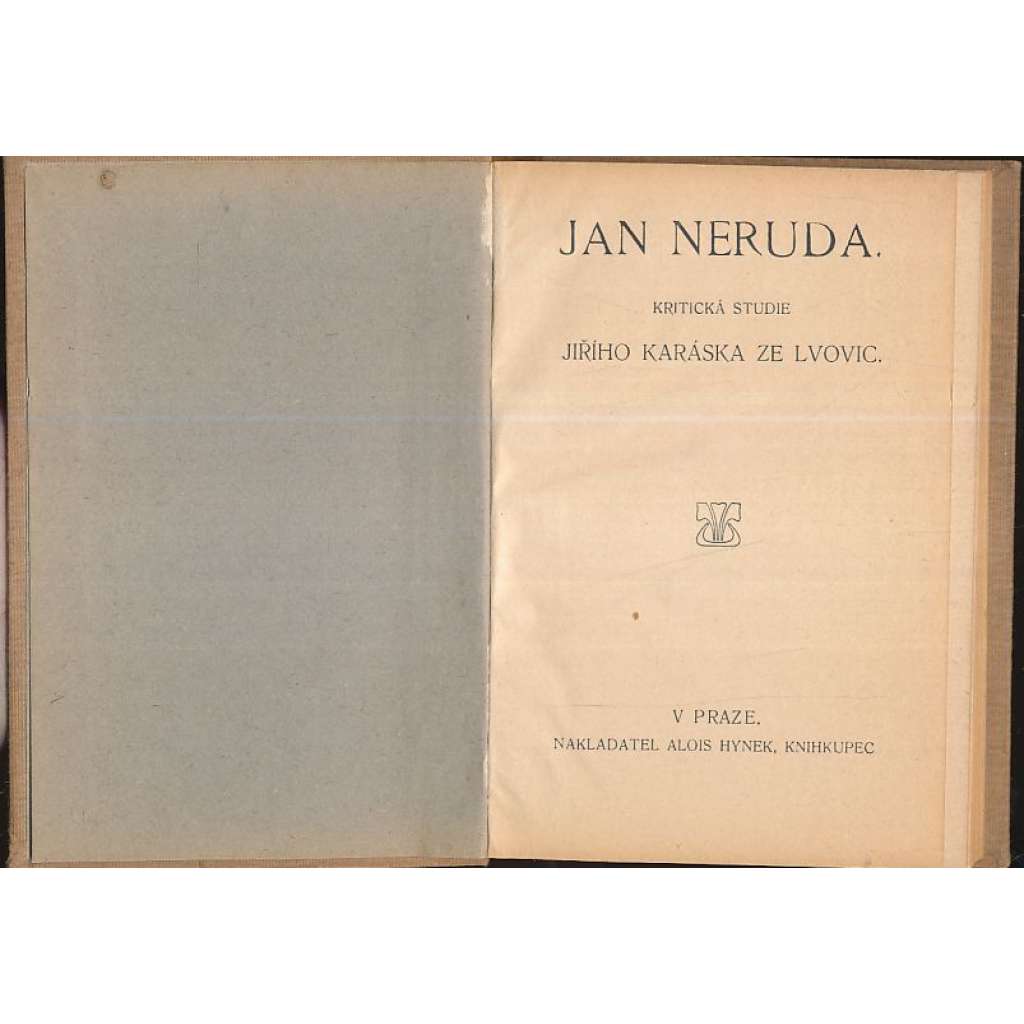 JAN NERUDA.
KRITICKÁ STUDIE
JIŘÍHO KARÁSKA ZE LVOVIC.
V PRAZE.
NAKLADATEL ALOIS HYNEK, KNIHKUPEC